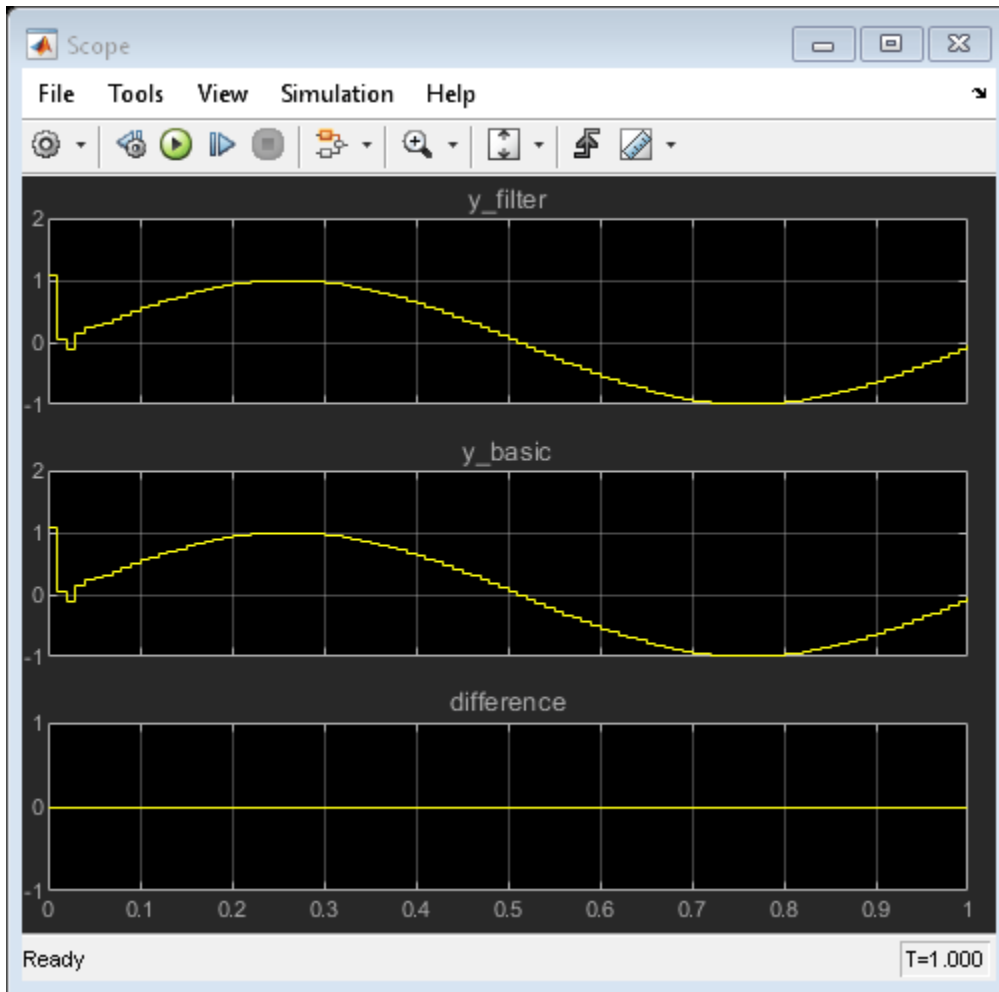 Scope
File Tools View Simulation Help
y_filter
2
1
0
-1
y_basic
2
1
0
-1
difference
1
0
-1
0 0.1 0.2 0.3 0.4 0.5 0.6 0.7 0.8 0.9 1
Ready T=1.000